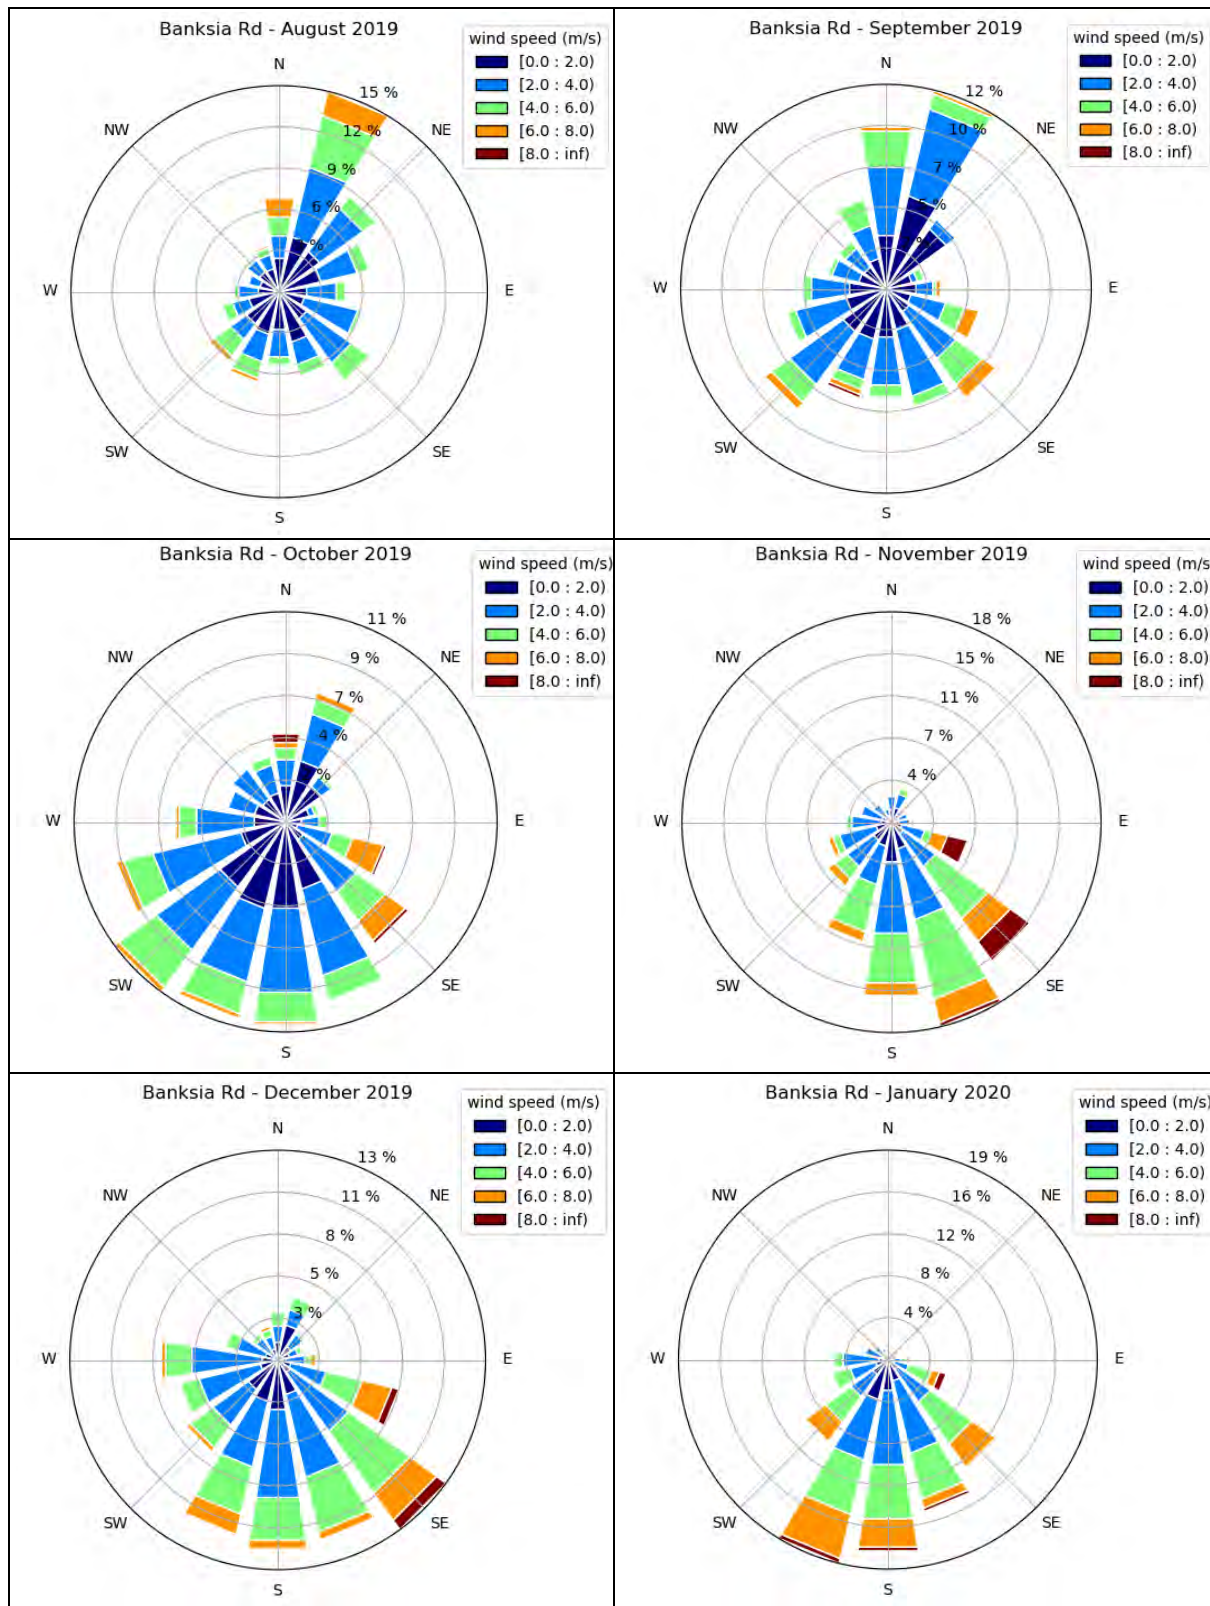 Banksia Rd - August 2019
wind speed (m/s)
[0.0 : 2.0)
[2.0 : 4.0)
[4.0 : 6.0)
[6.0 : 8.0)
[8.0 : inf)
N
15 %
NW
12 %
NE
9 %
6 %
%
W
E
SW
SE
S
Banksia Rd - September 2019
wind speed (m/s)
[0.0 : 2.0)
[2.0 : 4.0)
[4.0 : 6.0)
[6.0 : 8.0)
[8.0 : inf)
N
12 %
NW
10 %
NE
7 %
5 %
W
E
SW
SE
S
Banksia Rd - October 2019
wind speed (m/s)
[0.0 : 2.0)
[2.0 : 4.0)
[4.0 : 6.0)
[6.0 : 8.0)
[8.0 : inf)
N
11 %
NW
9 %
NE
7 %
4 %
%
W
E
SW
SE
S
Banksia Rd - November 2019
wind speed (m/s)
[0.0 : 2.0)
[2.0 : 4.0)
[4.0 : 6.0)
[6.0 : 8.0)
[8.0 : inf)
N
18 %
NW
15 %
NE
11 %
7 %
4 %
W
E
SW
SE
S
Banksia Rd - December 2019
wind speed (m/s)
[0.0 : 2.0)
[2.0 : 4.0)
[4.0 : 6.0)
[6.0 : 8.0)
[8.0 : inf)
N
13 %
NW
11 %
NE
8 %
5 %
3 %
W
E
SW
SE
S
Banksia Rd - January 2020
wind speed (m/s)
[0.0 : 2.0)
[2.0 : 4.0)
[4.0 : 6.0)
[6.0 : 8.0)
[8.0 : inf)
N
19 %
NW
16 %
NE
12 %
8 %
4 %
W
E
SW
SE
S